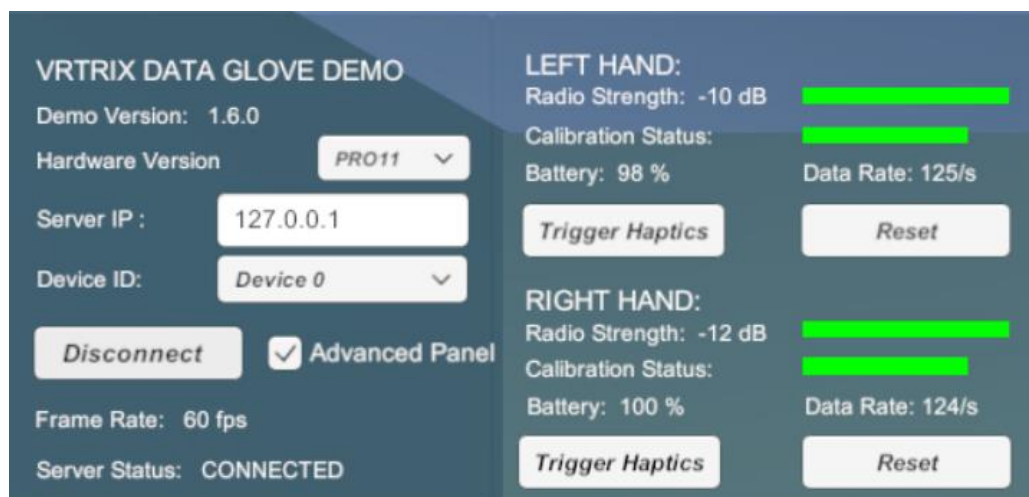 VRTRIX DATA GLOVE DEMO
Demo Version: 1.6.0
Hardware Version PRO11
Server IP : 127.0.0.1
Device ID: Device 0
Disconnect Advanced Panel
Frame Rate: 60 fps
Server Status: CONNECTED
LEFT HAND:
Radio Strength: -10 dB
Calibration Status:
Battery: 98 % Data Rate: 125/s
Trigger Haptics Reset
RIGHT HAND:
Radio Strength: -12 dB
Calibration Status:
Battery: 100 % Data Rate: 124/s
Trigger Haptics Reset